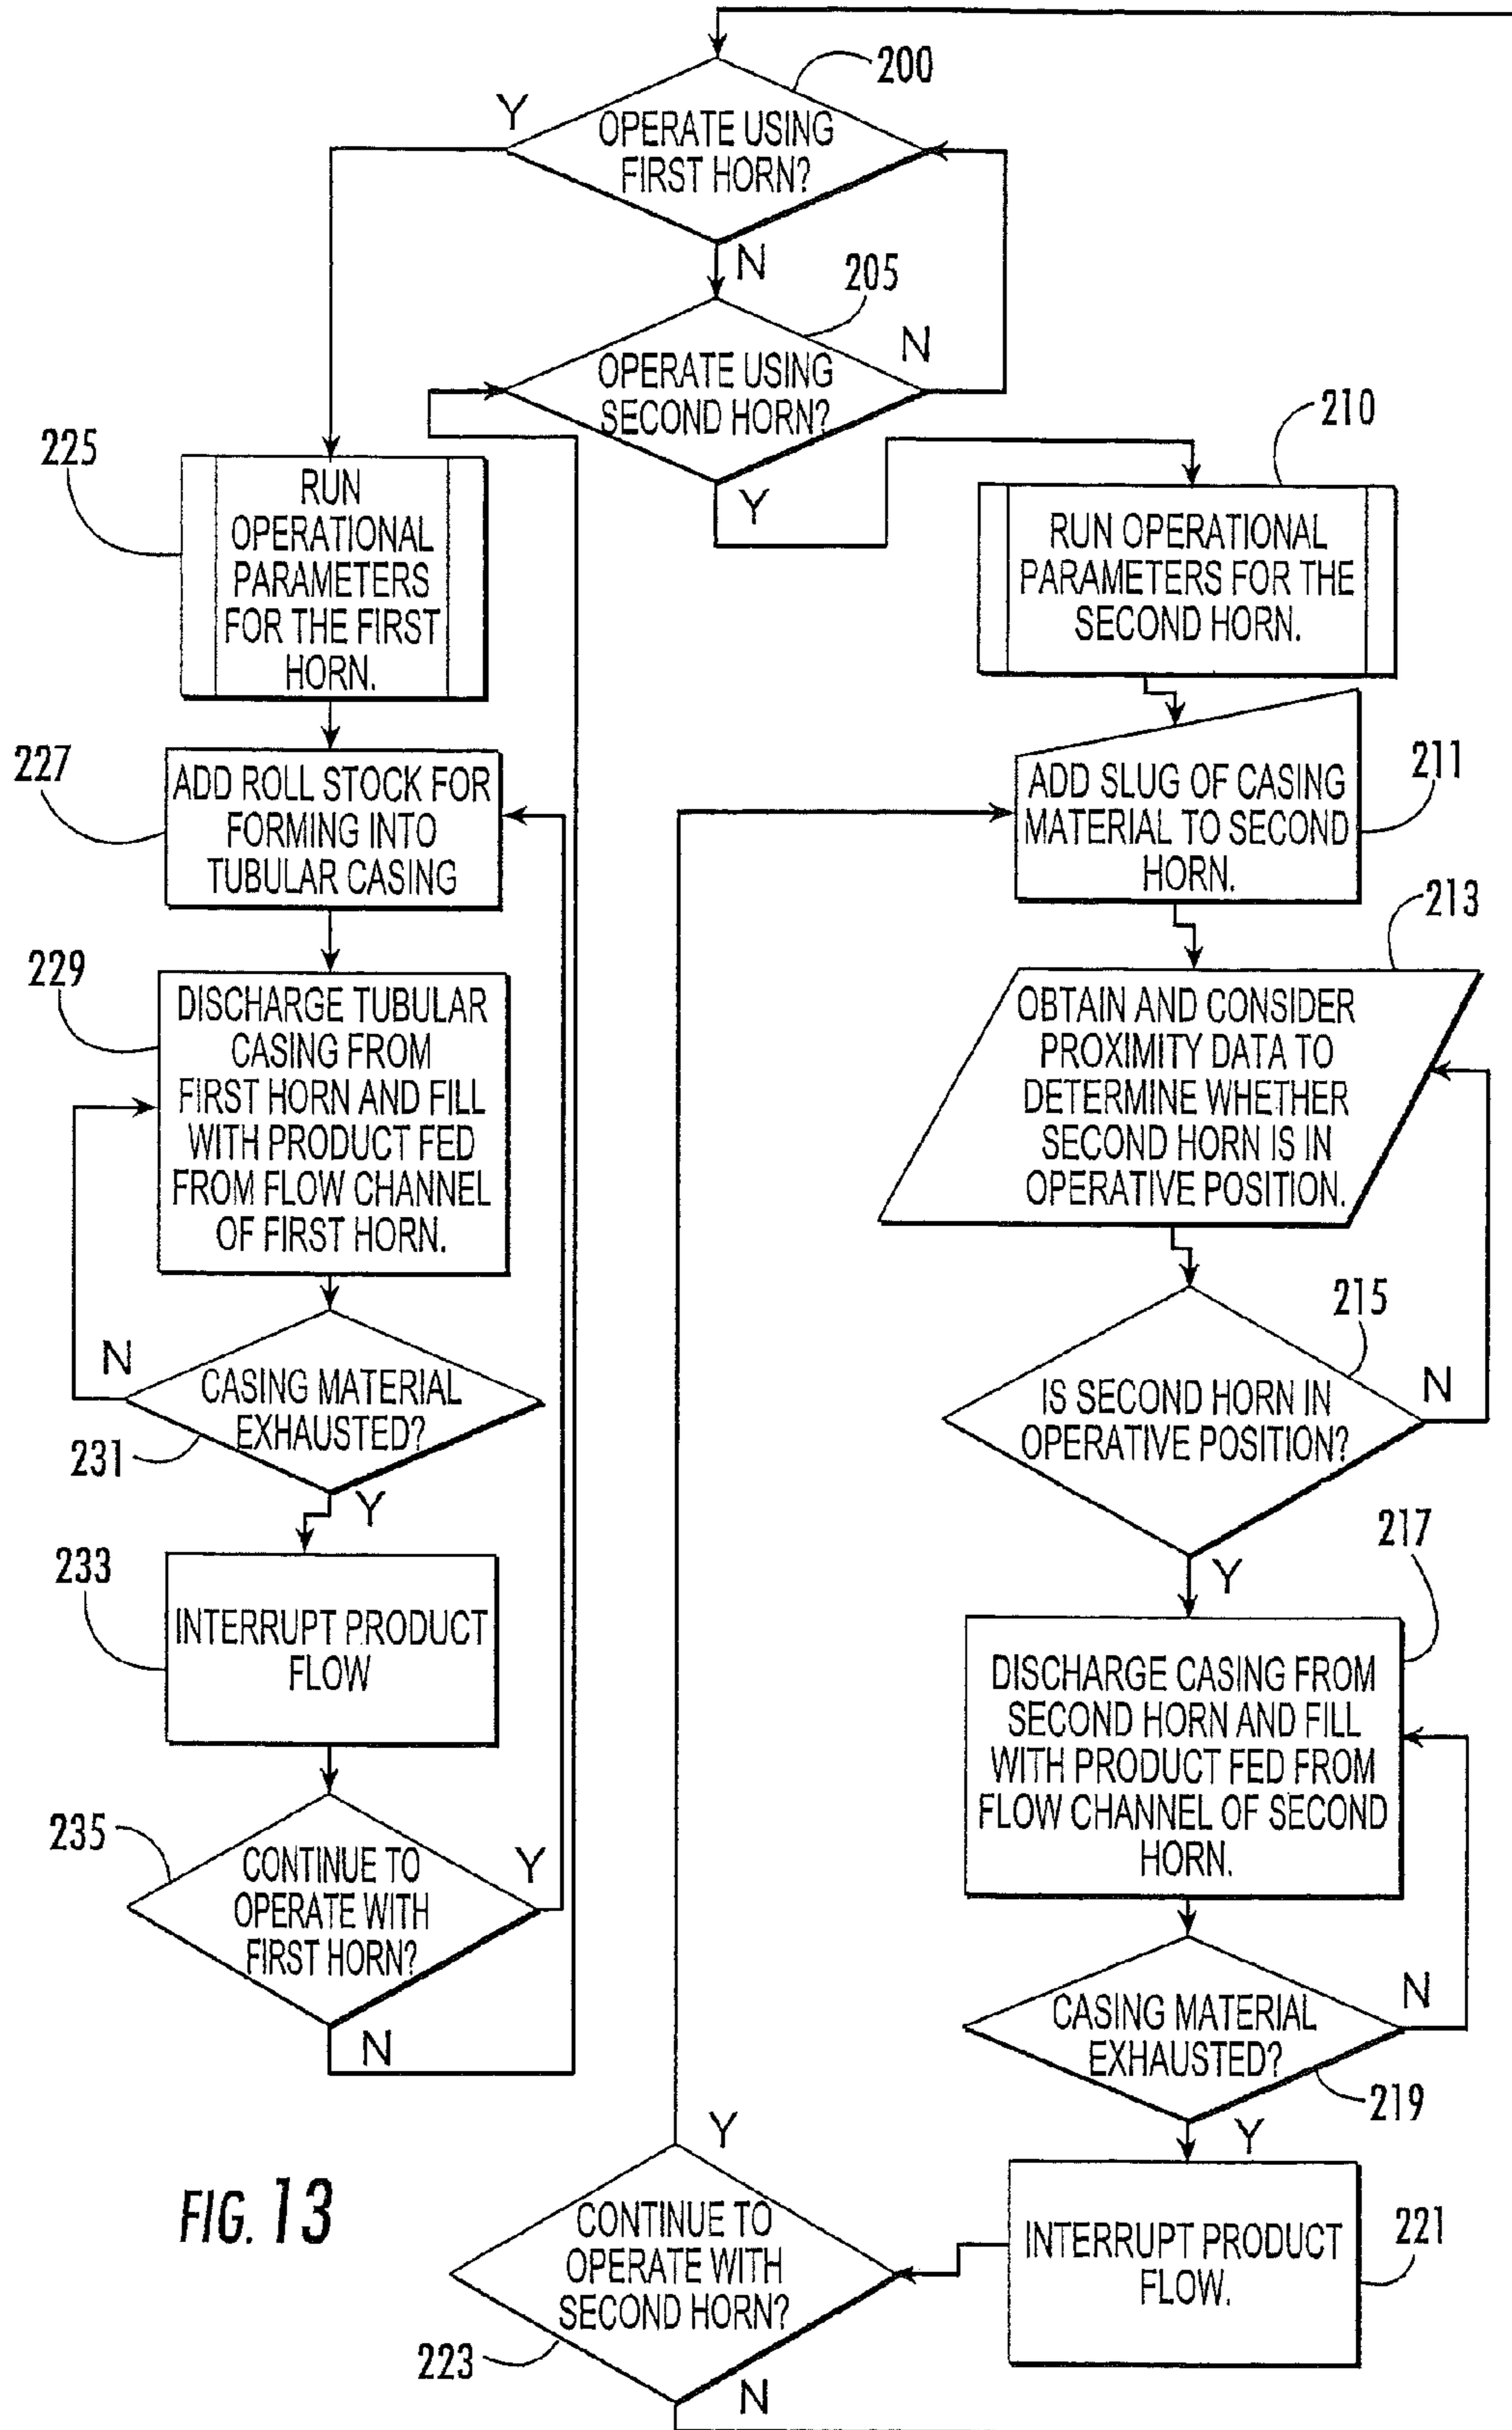 200
Y
OPERATE USING
FIRST HORN?
N
205
N
OPERATE USING
SECOND HORN?
Y
225
RUN
OPERATIONAL
PARAMETERS
FOR THE FIRST
HORN.
210
RUN OPERATIONAL
PARAMETERS FOR THE
SECOND HORN.
227
ADD ROLL STOCK FOR
FORMING INTO
TUBULAR CASING
211
ADD SLUG OF CASING
MATERIAL TO SECOND
HORN.
229
DISCHARGE TUBULAR
CASING FROM
FIRST HORN AND FILL
WITH PRODUCT FED
FROM FLOW CHANNEL
OF FIRST HORN.
213
OBTAIN AND CONSIDER
PROXIMITY DATA TO
DETERMINE WHETHER
SECOND HORN IS IN
OPERATIVE POSITION.
N
CASING MATERIAL
EXHAUSTED?
231
Y
215
N
IS SECOND HORN IN
OPERATIVE POSITION?
Y
233
INTERRUPT PRODUCT
FLOW
217
DISCHARGE CASING FROM
SECOND HORN AND FILL
WITH PRODUCT FED FROM
FLOW CHANNEL OF SECOND
HORN.
235
CONTINUE TO
OPERATE WITH
FIRST HORN?
Y
N
CASING MATERIAL
EXHAUSTED?
N
219
Y
INTERRUPT PRODUCT
FLOW.
221
Y
CONTINUE TO
OPERATE WITH
SECOND HORN?
223
N
FIG. 13